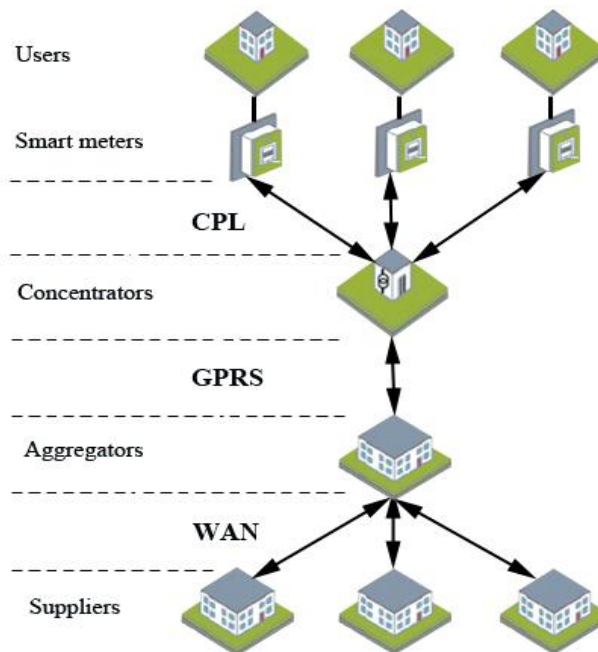 Users
Smart meters
CPL
Concentrators
GPRS
Aggregators
WAN
Suppliers